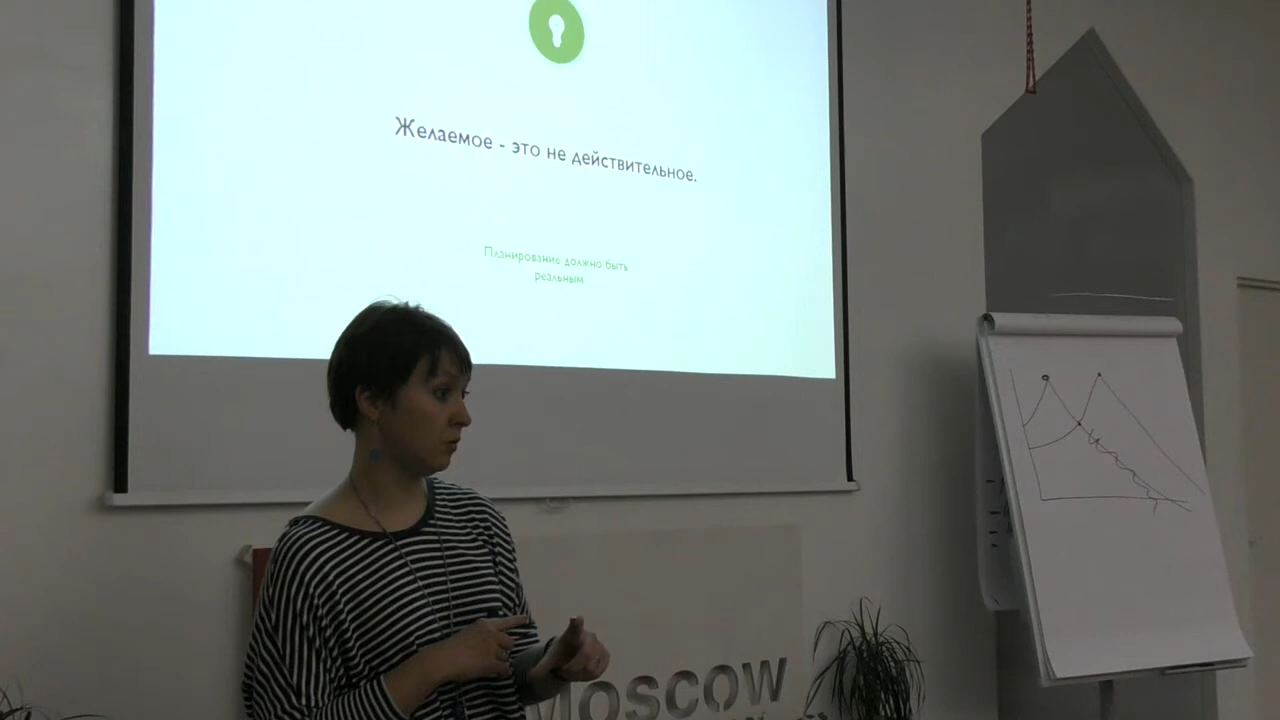 Желаемое - это не действительное.
Планирование должно быть
реальным
MOSCOW